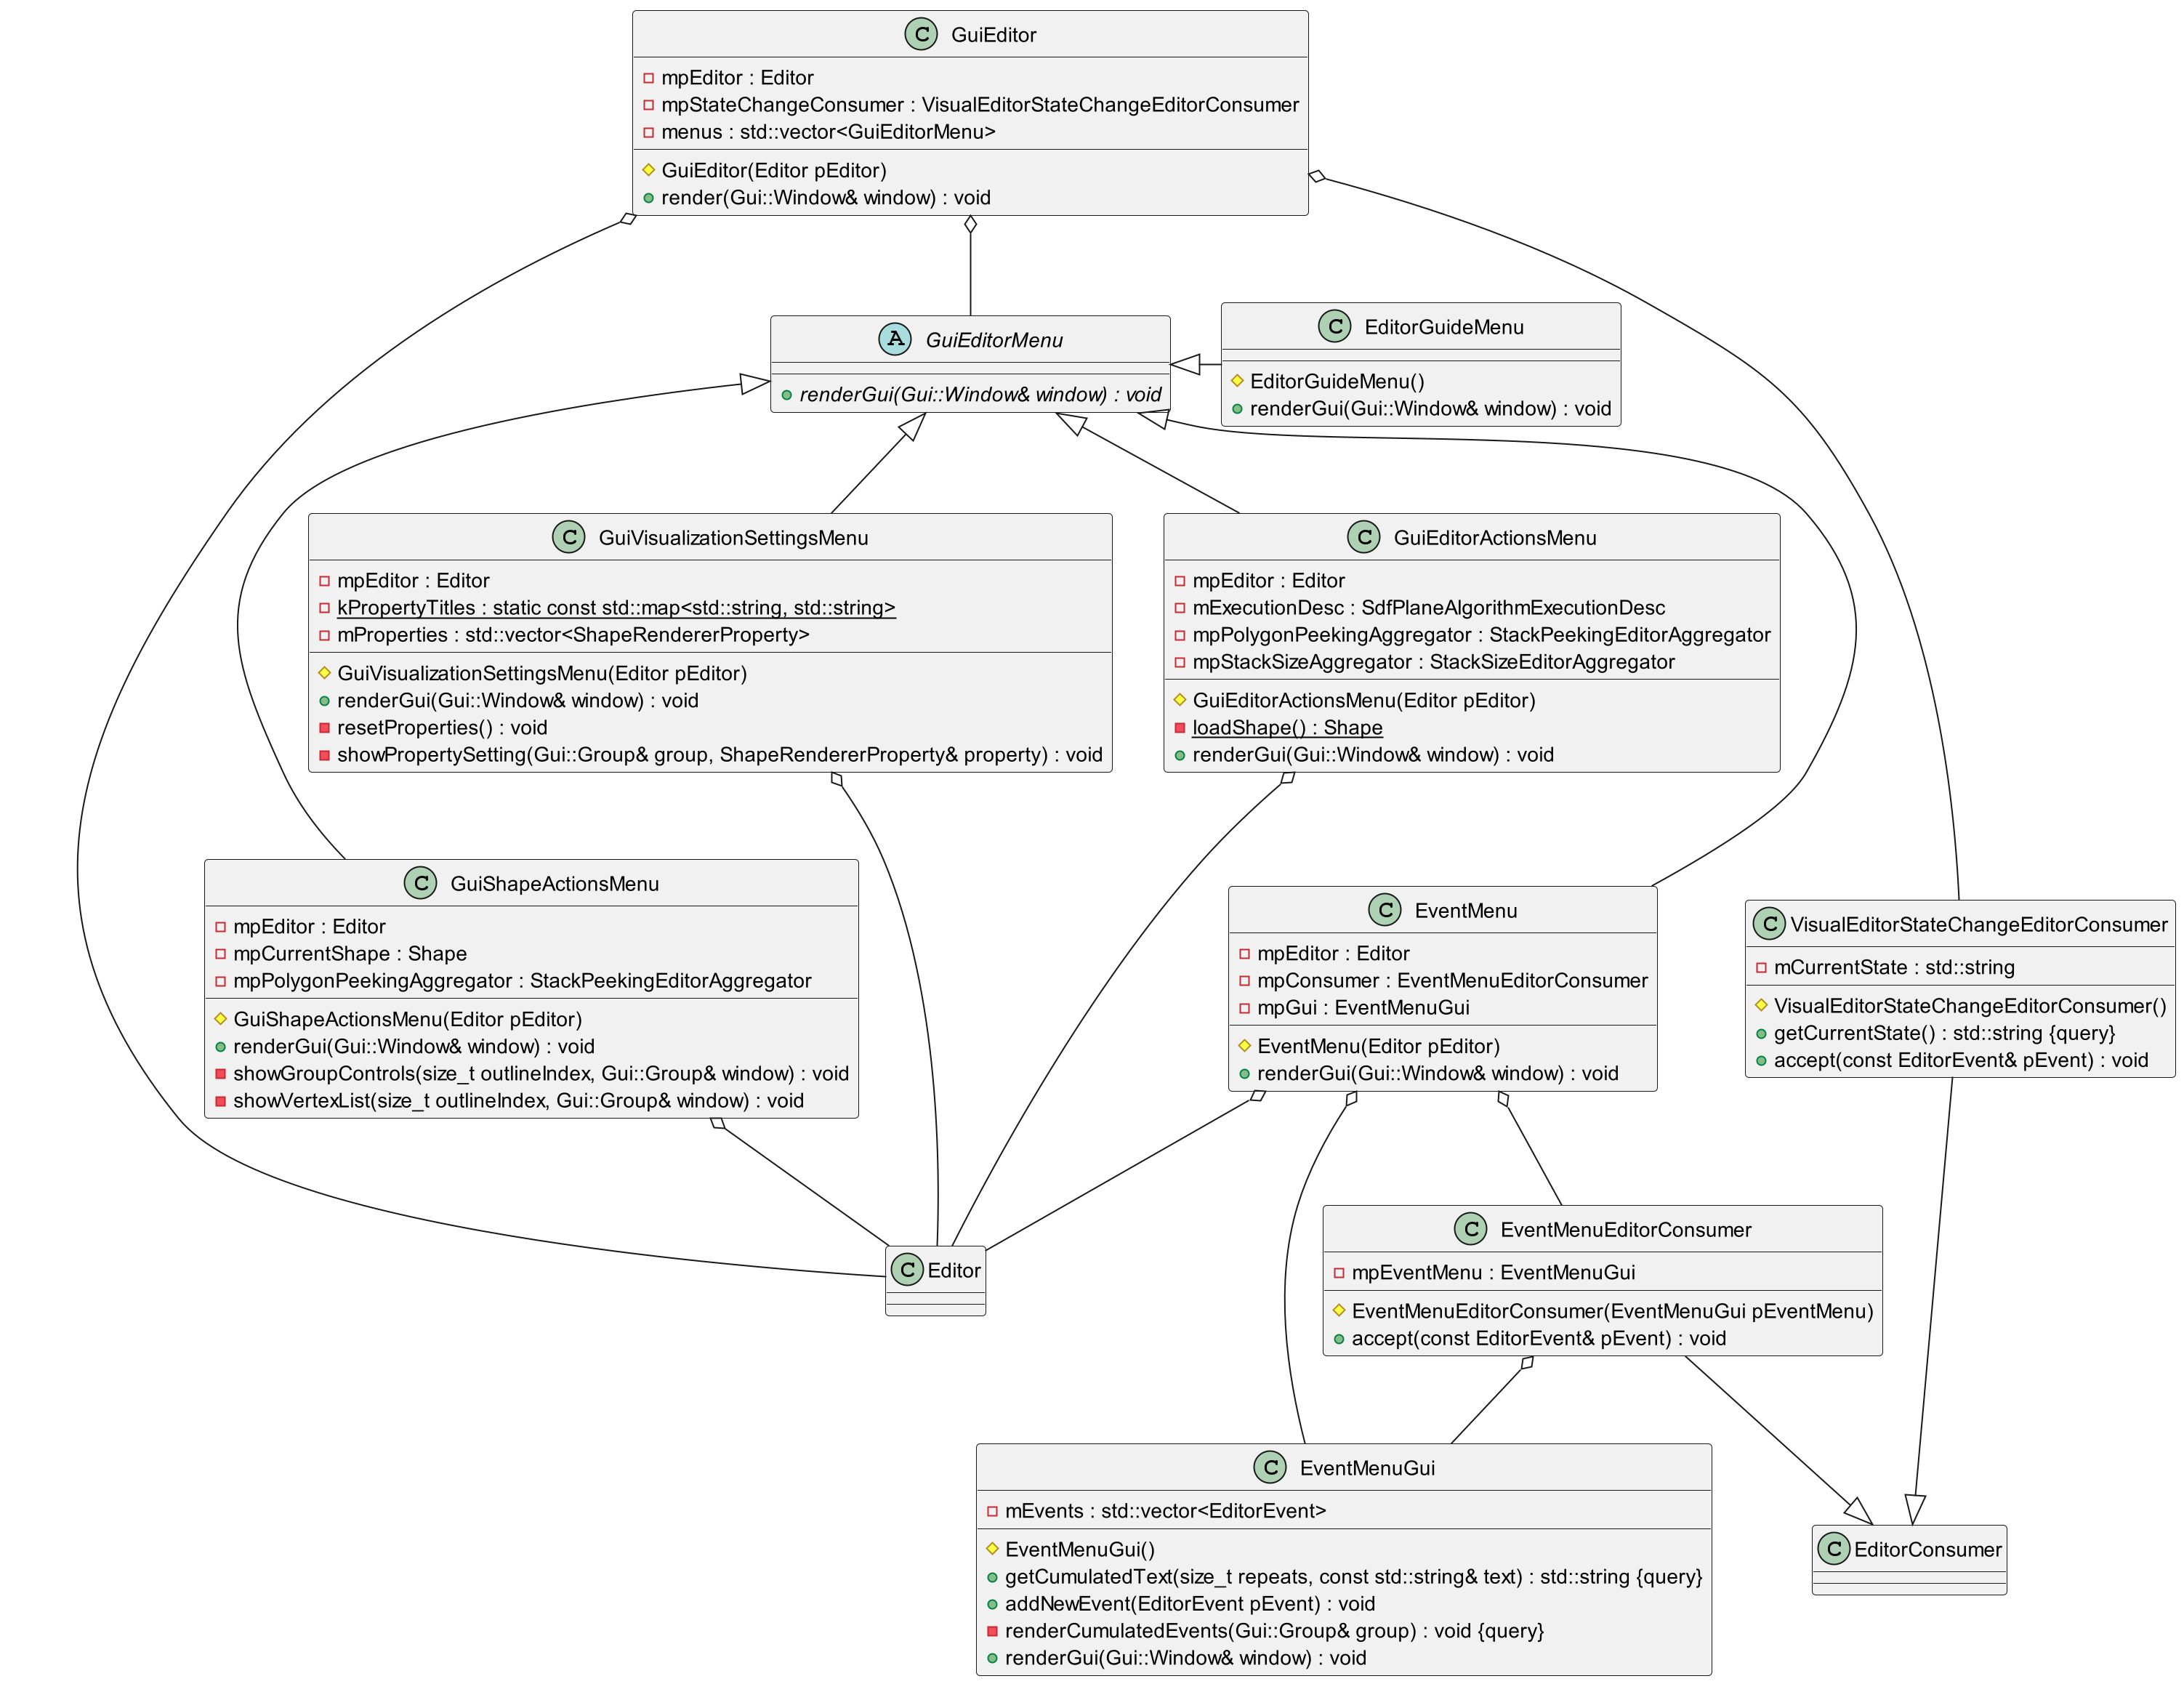 C GuiEditor
mpEditor : Editor
mpStateChangeConsumer : VisualEditorStateChangeEditorConsumer
menus : std::vector<GuiEditorMenu>
GuiEditor(Editor pEditor)
render(Gui::Window& window) : void
A GuiEditorMenu
renderGui(Gui::Window& window) : void
C EditorGuideMenu
EditorGuideMenu()
renderGui(Gui::Window& window) : void
C GuiVisualizationSettingsMenu
mpEditor : Editor
kPropertyTitles : static const std::map<std::string, std::string>
mProperties : std::vector<ShapeRendererProperty>
GuiVisualizationSettingsMenu(Editor pEditor)
renderGui(Gui::Window& window) : void
resetProperties() : void
showPropertySetting(Gui::Group& group, ShapeRendererProperty& property) : void
C GuiEditorActionsMenu
mpEditor : Editor
mExecutionDesc : SdfPlaneAlgorithmExecutionDesc
mpPolygonPeekingAggregator : StackPeekingEditorAggregator
mpStackSizeAggregator : StackSizeEditorAggregator
GuiEditorActionsMenu(Editor pEditor)
loadShape() : Shape
renderGui(Gui::Window& window) : void
C GuiShapeActionsMenu
mpEditor : Editor
mpCurrentShape : Shape
mpPolygonPeekingAggregator : StackPeekingEditorAggregator
GuiShapeActionsMenu(Editor pEditor)
renderGui(Gui::Window& window) : void
showGroupControls(size_t outlineIndex, Gui::Group& window) : void
showVertexList(size_t outlineIndex, Gui::Group& window) : void
C EventMenu
mpEditor : Editor
mpConsumer : EventMenuEditorConsumer
mpGui : EventMenuGui
EventMenu(Editor pEditor)
renderGui(Gui::Window& window) : void
C VisualEditorStateChangeEditorConsumer
mCurrentState : std::string
VisualEditorStateChangeEditorConsumer()
getCurrentState() : std::string {query}
accept(const EditorEvent& pEvent) : void
C Editor
C EventMenuEditorConsumer
mpEventMenu : EventMenuGui
EventMenuEditorConsumer(EventMenuGui pEventMenu)
accept(const EditorEvent& pEvent) : void
C EventMenuGui
mEvents : std::vector<EditorEvent>
EventMenuGui()
getCumulatedText(size_t repeats, const std::string& text) : std::string {query}
addNewEvent(EditorEvent pEvent) : void
renderCumulatedEvents(Gui::Group& group) : void {query}
renderGui(Gui::Window& window) : void
C EditorConsumer